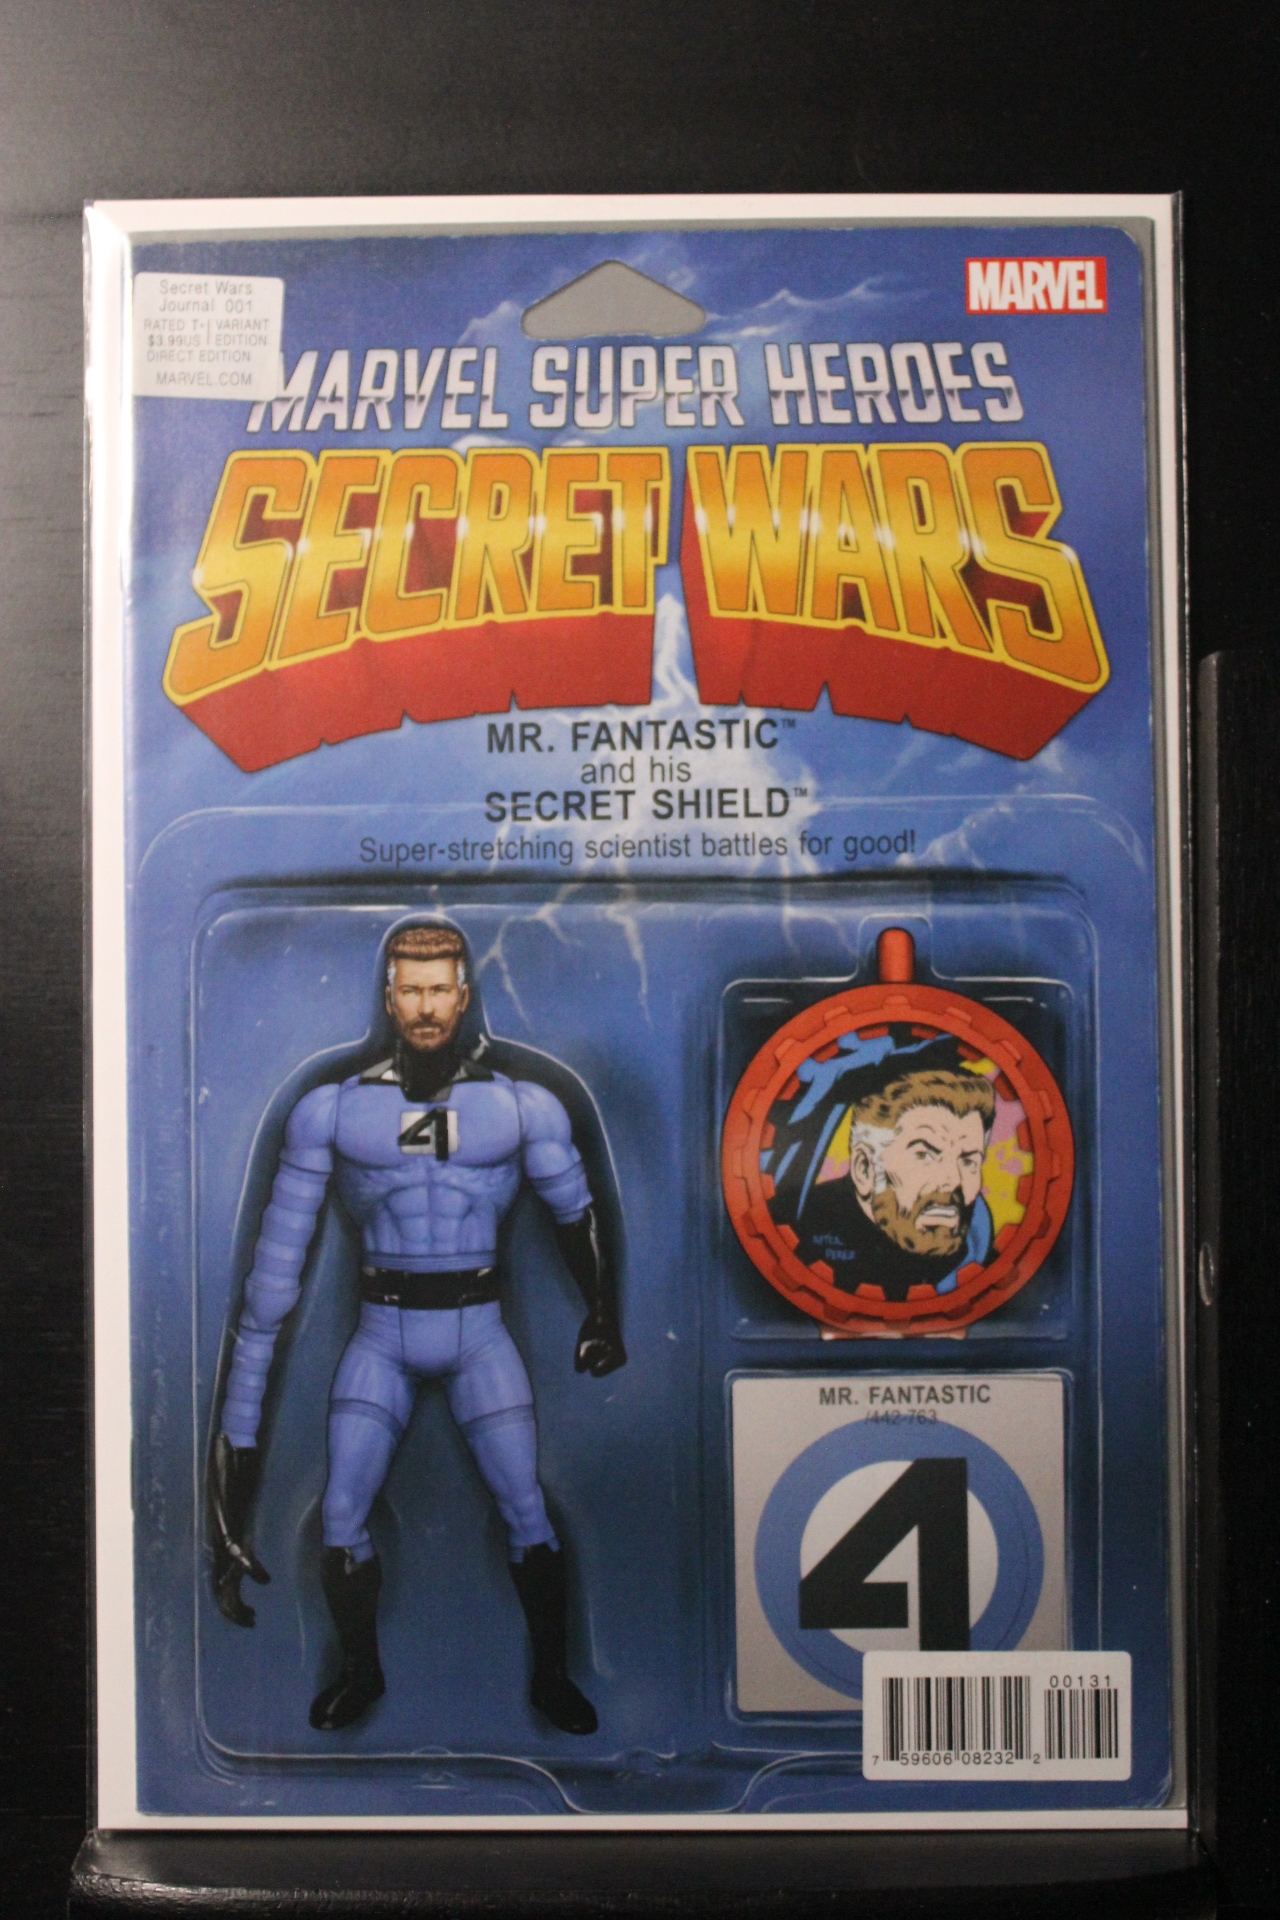 Secret Wars
Journal 001
RATED T+ VARIANT
$3.99US EDITION
DIRECT EDITION
MARVEL.COM
MARVEL
MARVEL SUPER HEROES
SECRET WARS
MR. FANTASTIC™
and his
SECRET SHIELD™
Super-stretching scientist battles for good!
4
AFTER
PEREZ
MR. FANTASTIC
/442-763
4
00131
7 59606 08232 2